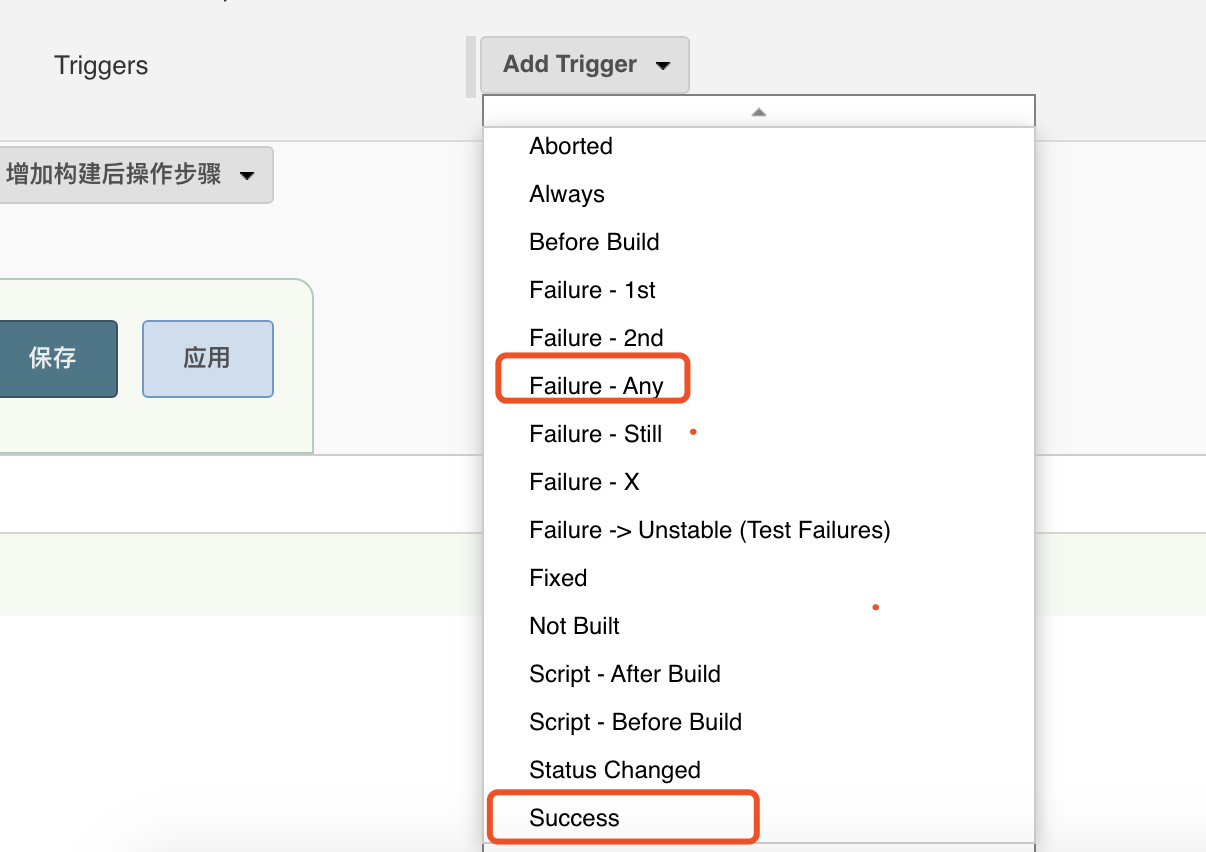 Triggers
Add Trigger
增加构建后操作步骤
保存
应用
Aborted
Always
Before Build
Failure - 1st
Failure - 2nd
Failure - Any
Failure - Still
Failure - X
Failure -> Unstable (Test Failures)
Fixed
Not Built
Script - After Build
Script - Before Build
Status Changed
Success